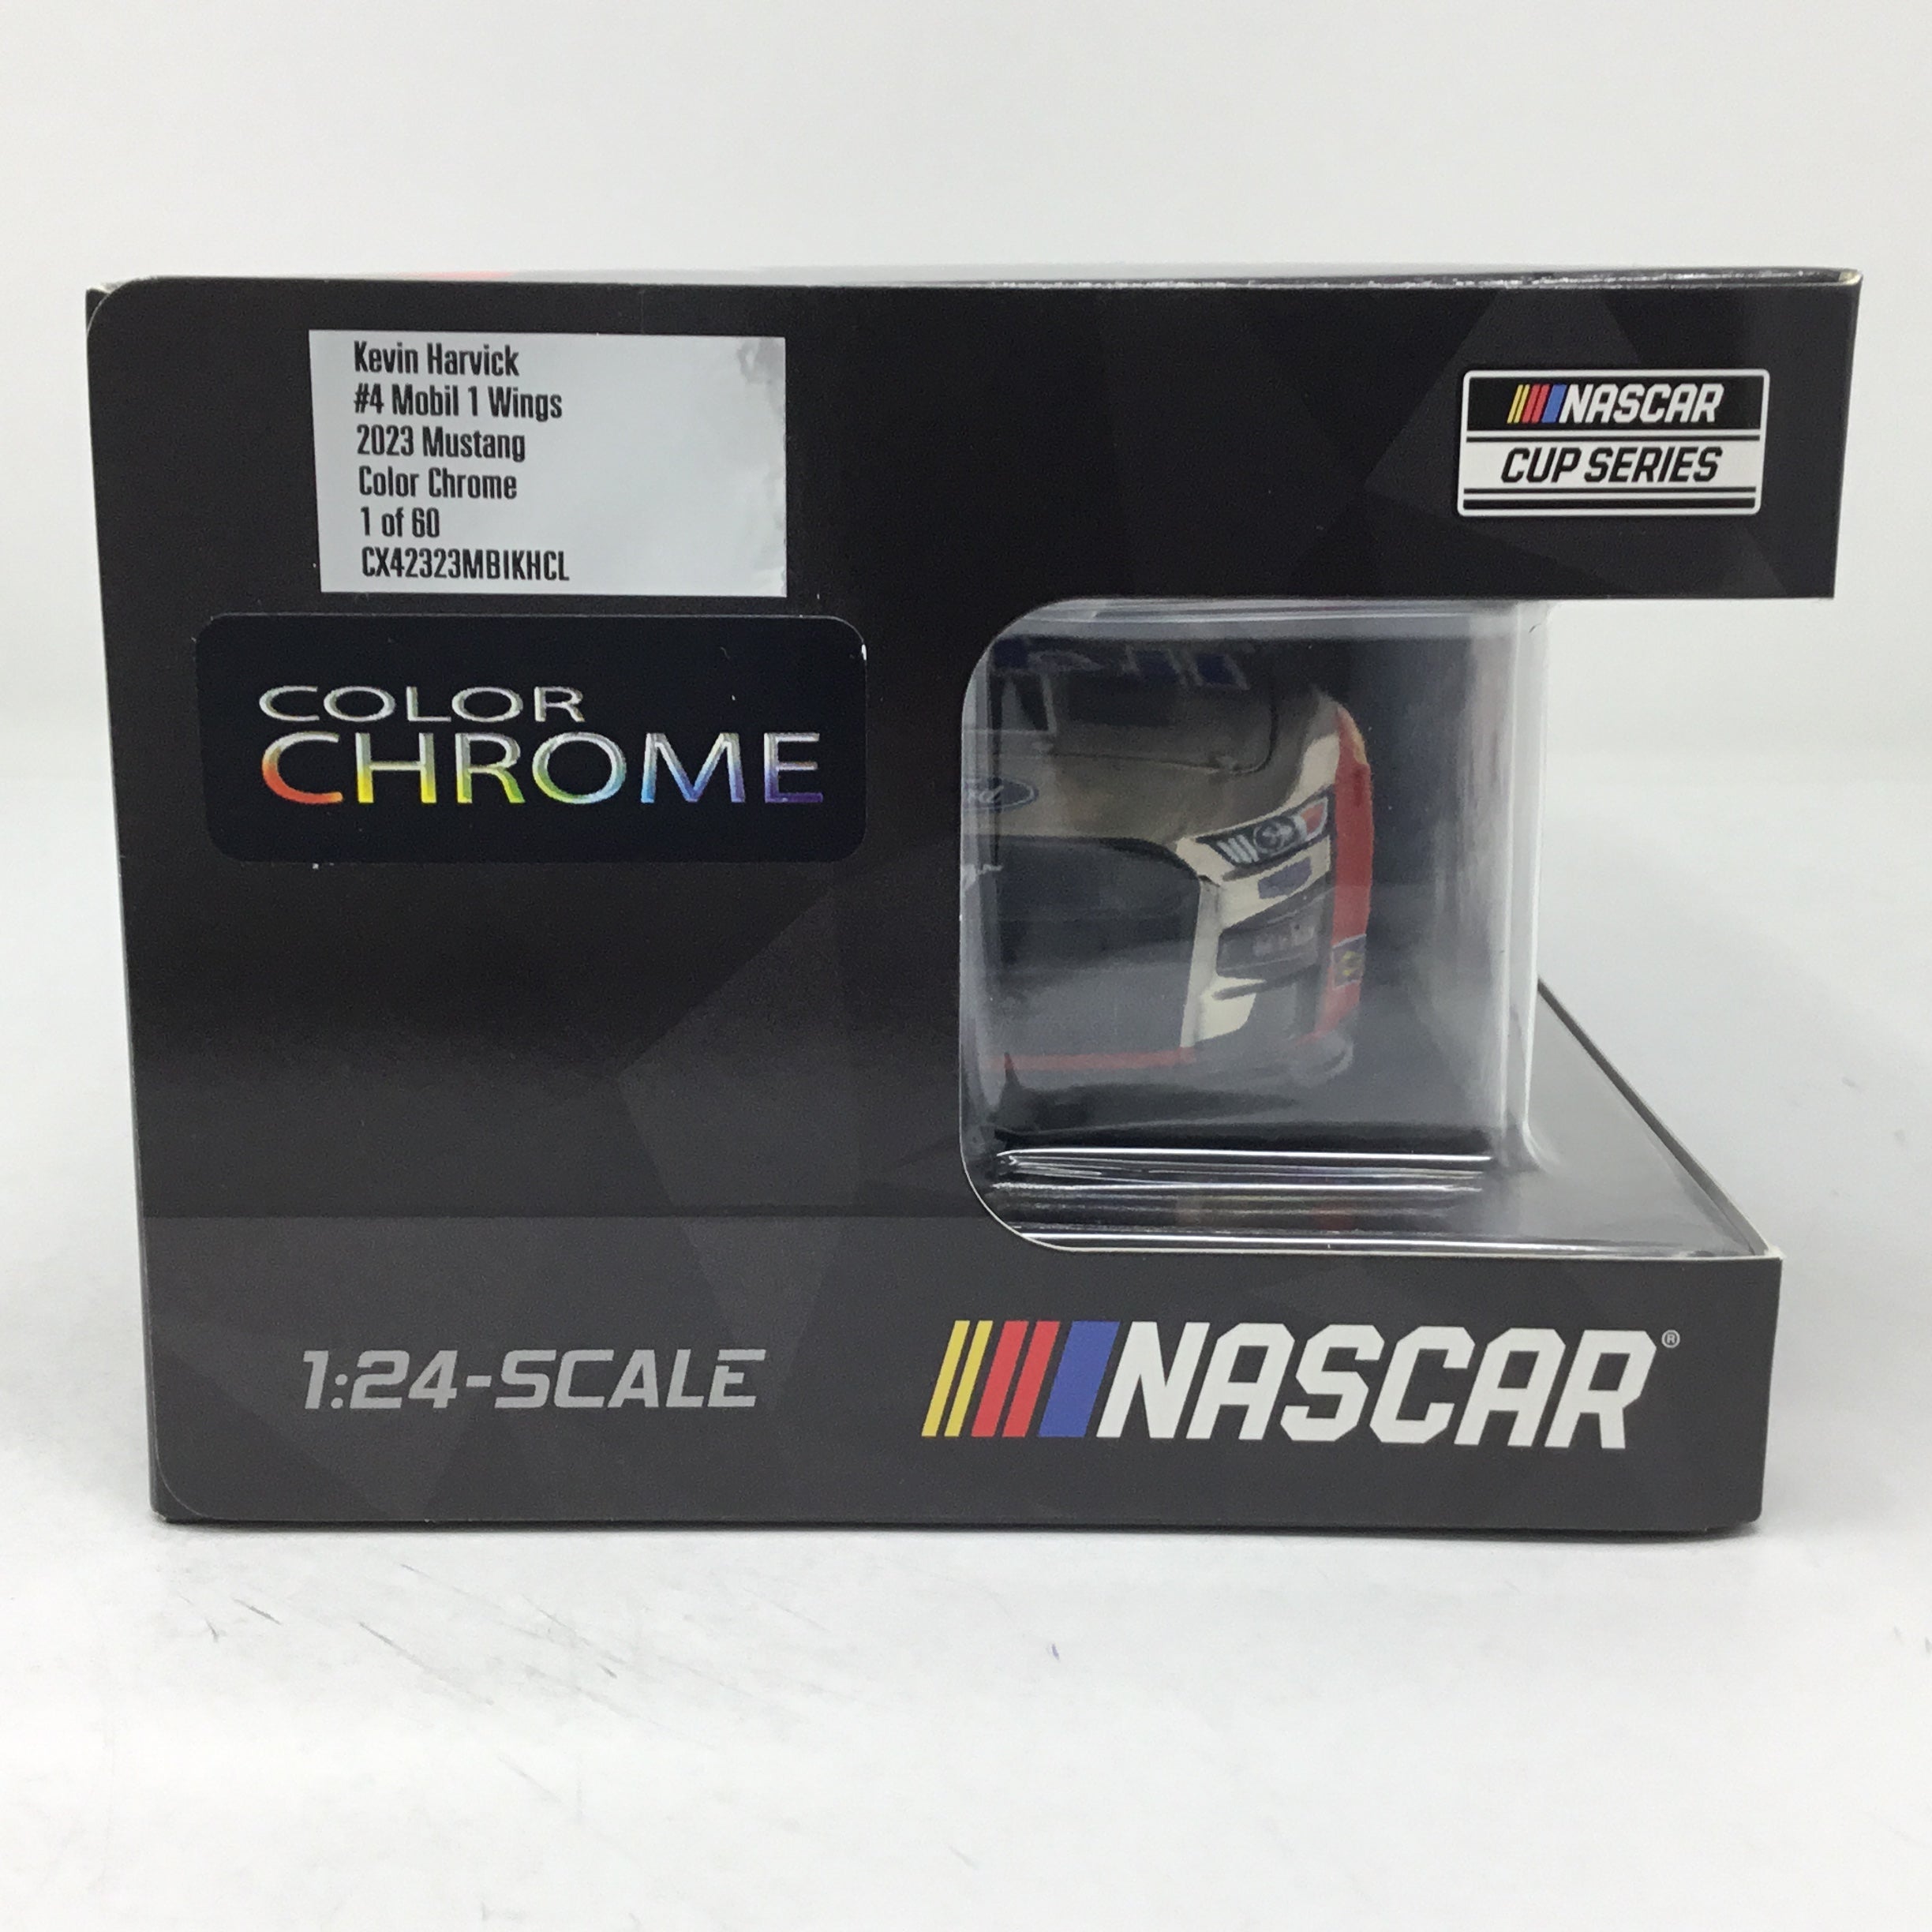 Kevin Harvick
#4 Mobil 1 Wings
2023 Mustang
Color Chrome
1 of 60
CX42323MBIKHCL
NASCAR
CUP SERIES
COLOR
CHROME
1:24-SCALE
NASCAR®